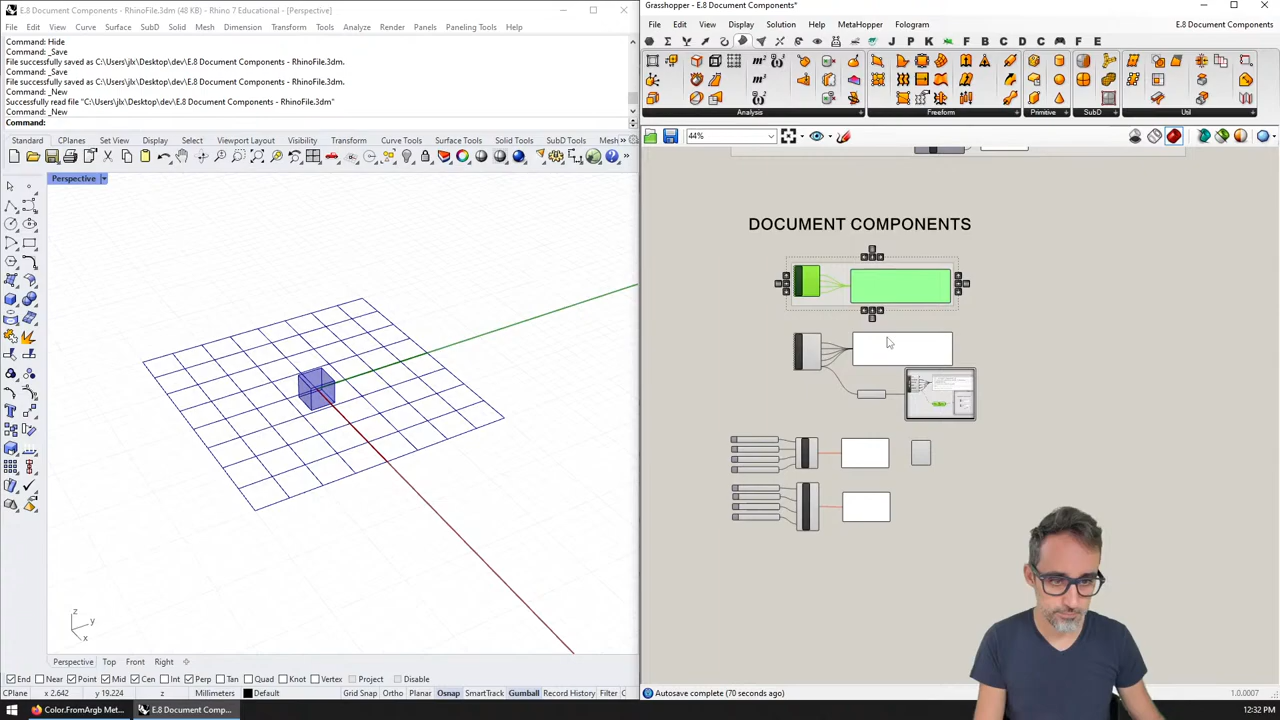 E.8 Document Components - RhinoFile.3dm (48 KB) - Rhino 7 Educational - [Perspective]
File Edit View Curve Surface SubD Solid Mesh Dimension Transform Tools Analyze Render Panels Paneling Tools Help
Command: Hide
Command: _Save
File successfully saved as C:\Users\jlx\Desktop\dev\E.8 Document Components - RhinoFile.3dm.
Command: _Save
File successfully saved as C:\Users\jlx\Desktop\dev\E.8 Document Components - RhinoFile.3dm.
Command: _New
Successfully read file "C:\Users\jlx\Desktop\dev\E.8 Document Components - RhinoFile.3dm"
Command: _New
Command:
Standard CPlanes Set View Display Select Viewport Layout Visibility Transform Curve Tools Surface Tools Solid Tools SubD Tools Mesh
Perspective
z
y
x
Perspective Top Front Right
End Near Point Mid Cen Int Perp Tan Quad Knot Vertex Project Disable
CPlane x 2.642 y 19.224 z Millimeters Default Grid Snap Ortho Planar Osnap SmartTrack Gumball Record History Filter
Grasshopper - E.8 Document Components*
File Edit View Display Solution Help MetaHopper Fologram
E.8 Document Components
J P K F B C D C F E
Analysis Freeform Primitive SubD Util
44%
DOCUMENT COMPONENTS
Autosave complete (70 seconds ago)
1.0.0007
Color.FromArgb Met...
E.8 Document Comp...
12:32 PM